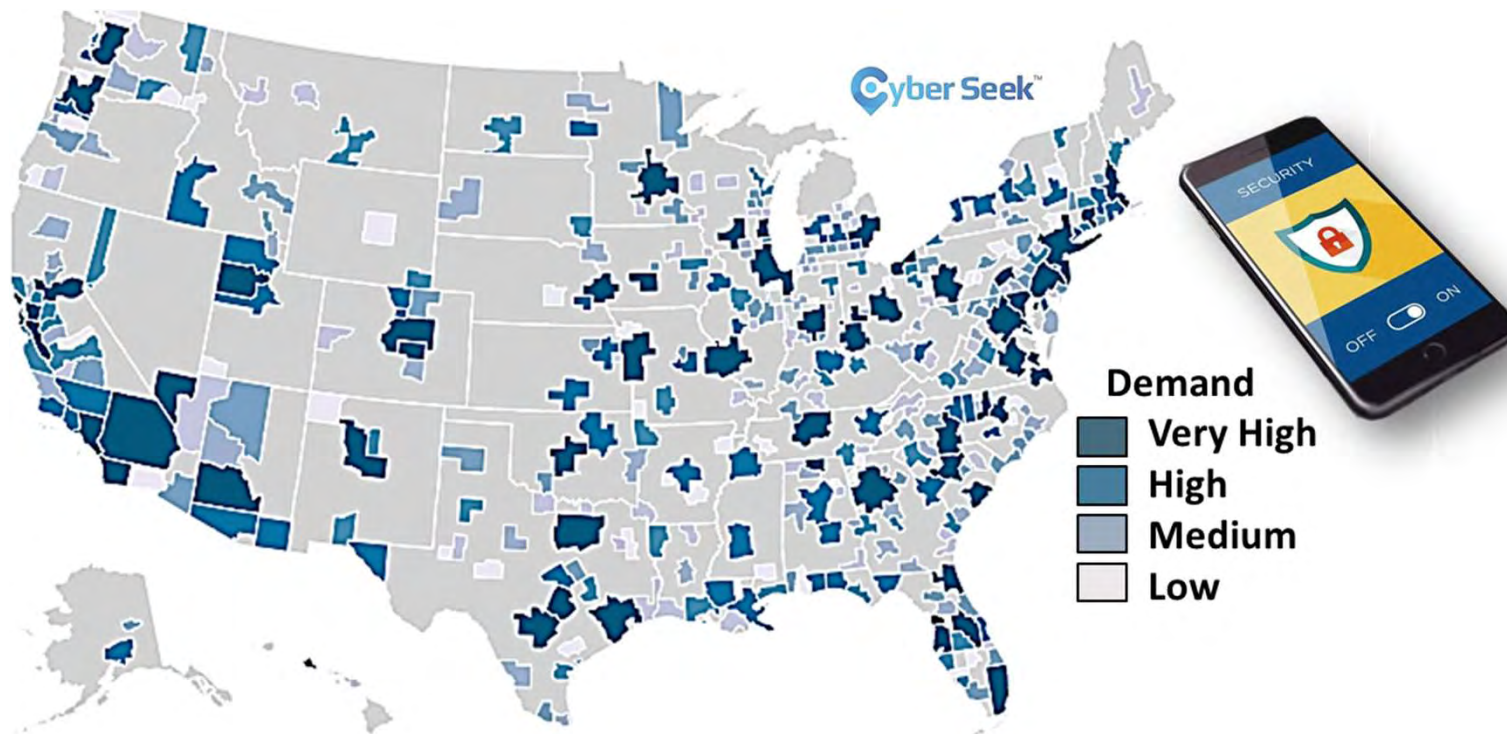 Cyber Seek™
SECURITY
OFF
ON
Demand
Very High
High
Medium
Low